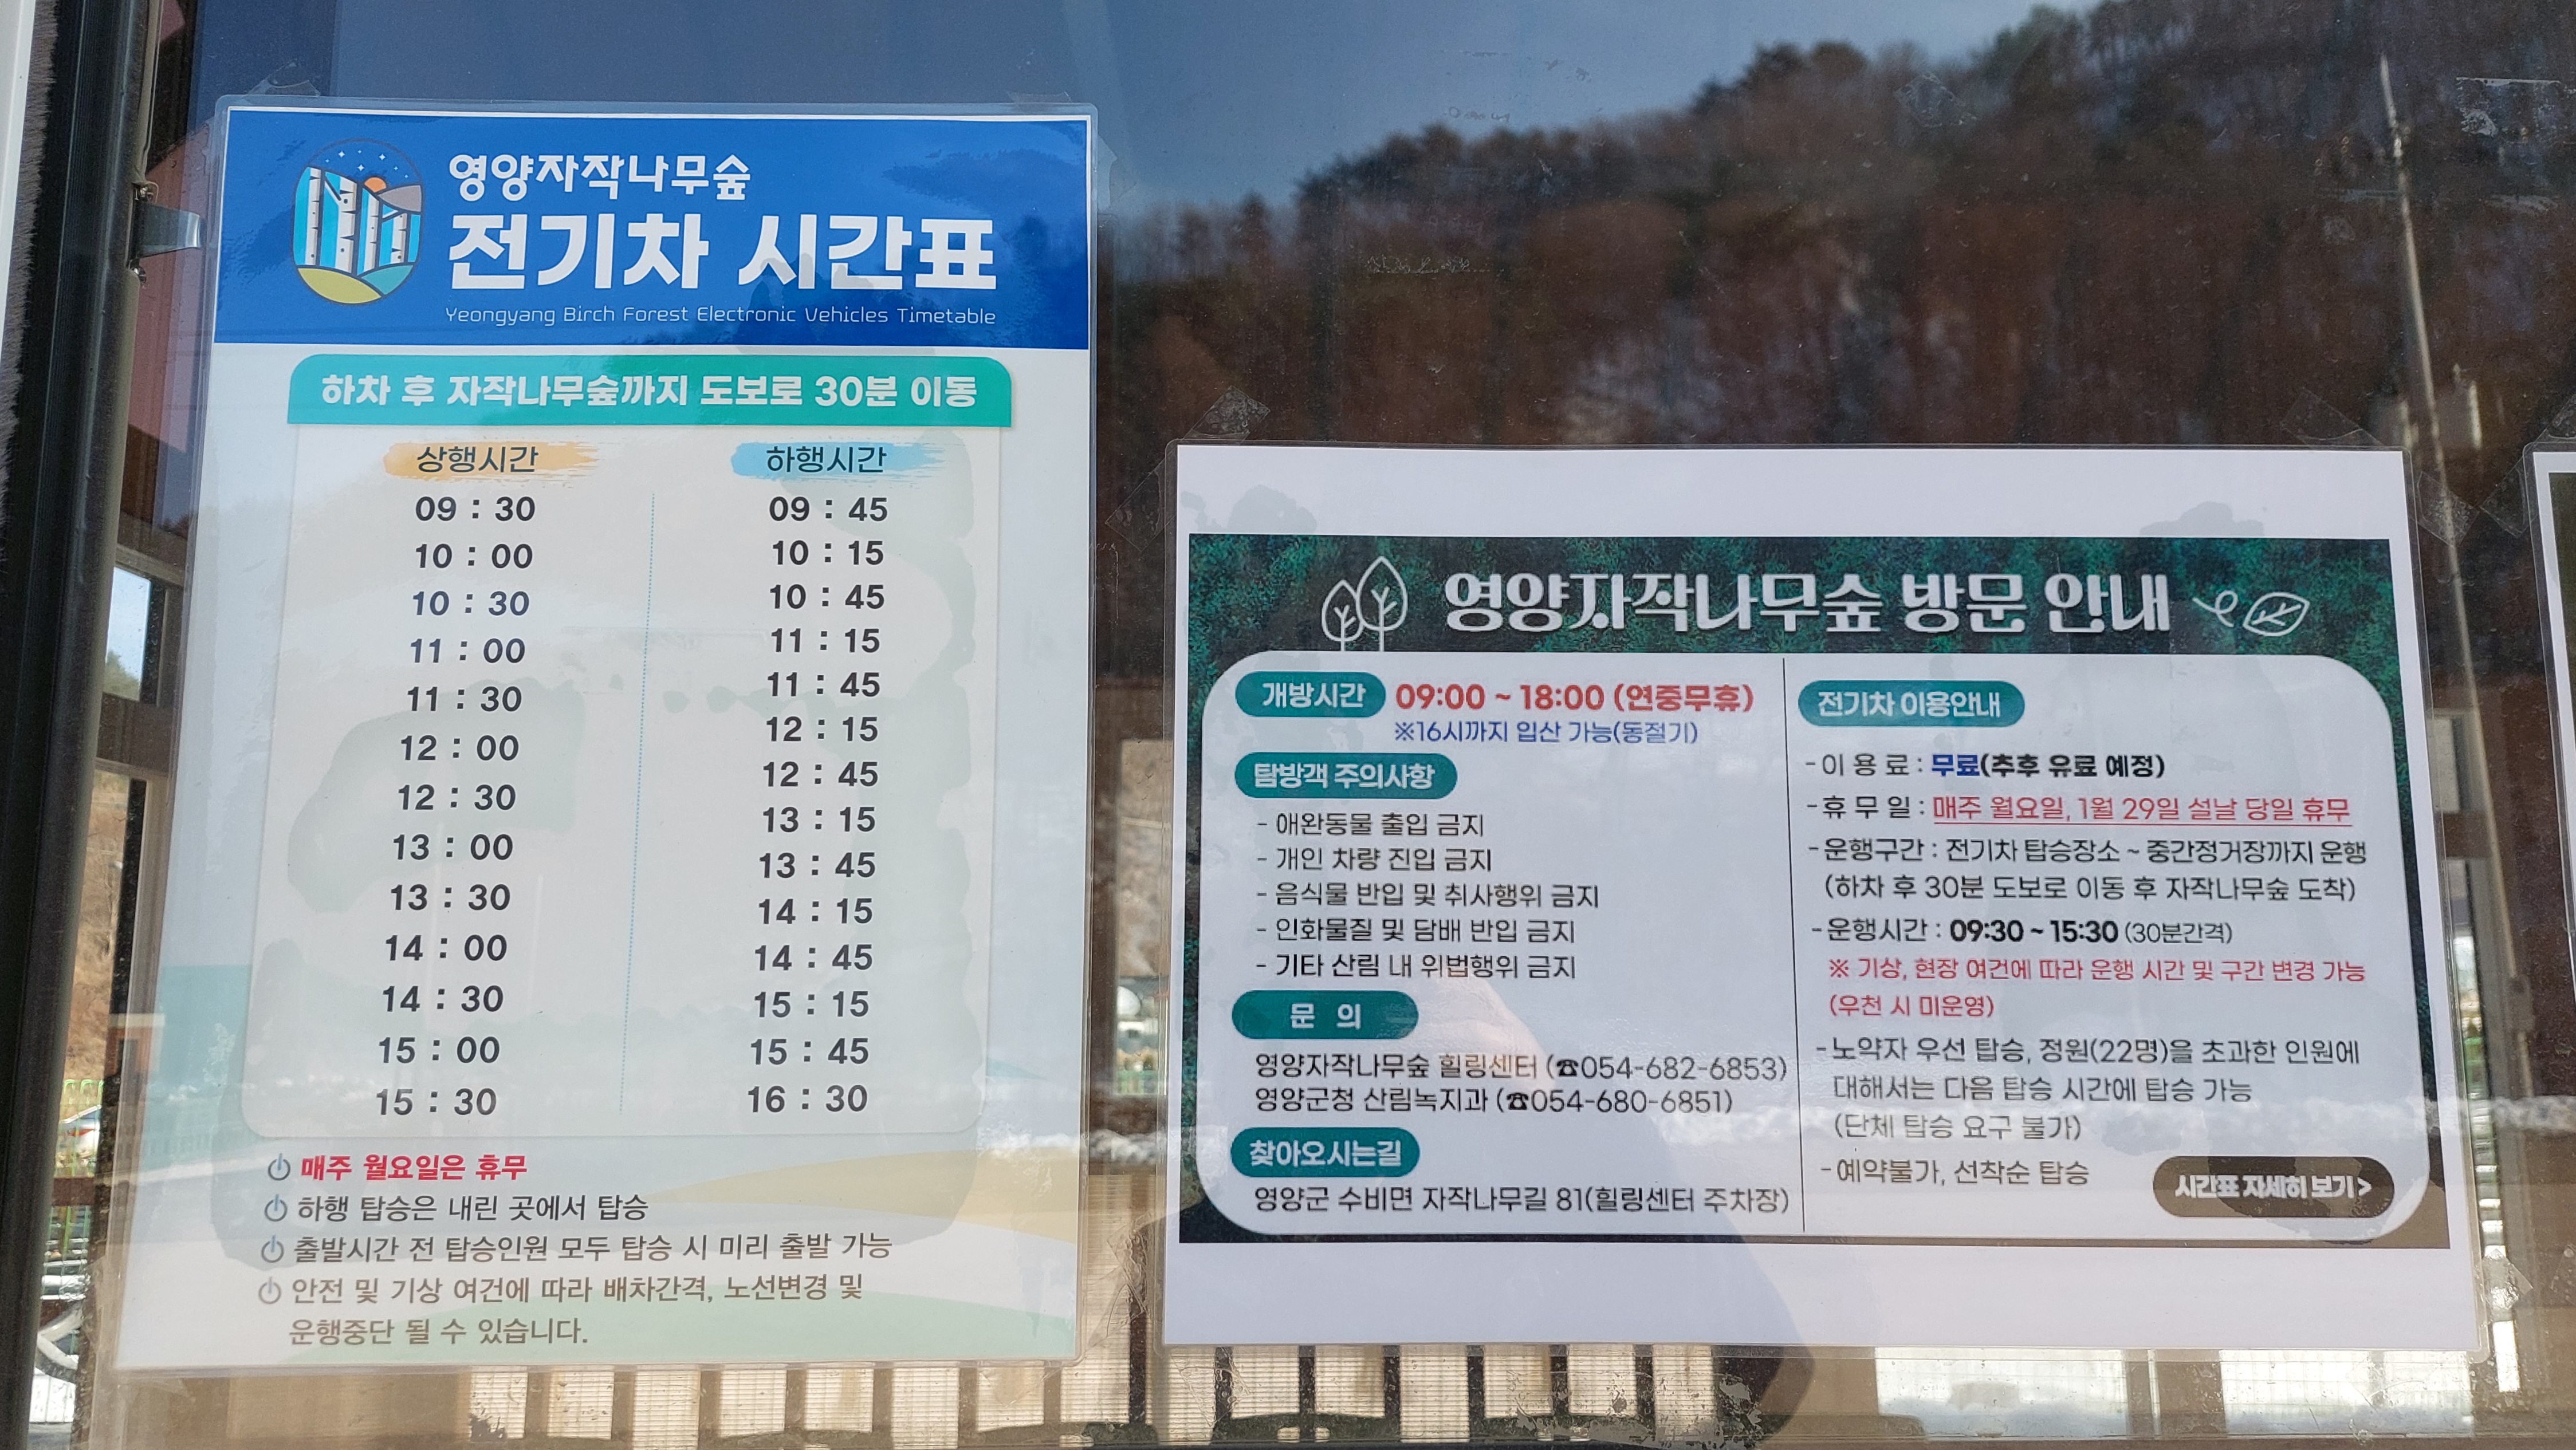 영양자작나무숲
전기차 시간표
Yeongyang Birch Forest Electronic Vehicles Timetable
하차 후 자작나무숲까지 도보로 30분 이동
상행시간 하행시간
09 : 30 09 : 45
10 : 00 10 : 15
10 : 30 10 : 45
11 : 00 11 : 15
11 : 30 11 : 45
12 : 00 12 : 15
12 : 30 12 : 45
13 : 00 13 : 15
13 : 30 13 : 45
14 : 00 14 : 15
14 : 30 14 : 45
15 : 00 15 : 15
15 : 30 15 : 45
16 : 30
매주 월요일은 휴무
하행 탑승은 내린 곳에서 탑승
출발시간 전 탑승인원 모두 탑승 시 미리 출발 가능
안전 및 기상 여건에 따라 배차간격, 노선변경 및
운행중단 될 수 있습니다.
영양자작나무숲 방문 안내
개방시간 09:00 ~ 18:00 (연중무휴)
※16시까지 입산 가능(동절기)
탐방객 주의사항
- 애완동물 출입 금지
- 개인 차량 진입 금지
- 음식물 반입 및 취사행위 금지
- 인화물질 및 담배 반입 금지
- 기타 산림 내 위법행위 금지
문 의
영양자작나무숲 힐링센터 (☎054-682-6853)
영양군청 산림녹지과 (☎054-680-6851)
찾아오시는길
영양군 수비면 자작나무길 81(힐링센터 주차장)
전기차 이용안내
- 이 용 료 : 무료(추후 유료 예정)
- 휴 무 일 : 매주 월요일, 1월 29일 설날 당일 휴무
- 운행구간 : 전기차 탑승장소 ~ 중간정거장까지 운행
(하차 후 30분 도보로 이동 후 자작나무숲 도착)
- 운행시간 : 09:30 ~ 15:30 (30분간격)
※ 기상, 현장 여건에 따라 운행 시간 및 구간 변경 가능
(우천 시 미운영)
- 노약자 우선 탑승, 정원(22명)을 초과한 인원에
대해서는 다음 탑승 시간에 탑승 가능
(단체 탑승 요구 불가)
- 예약불가, 선착순 탑승
시간표 자세히 보기 >